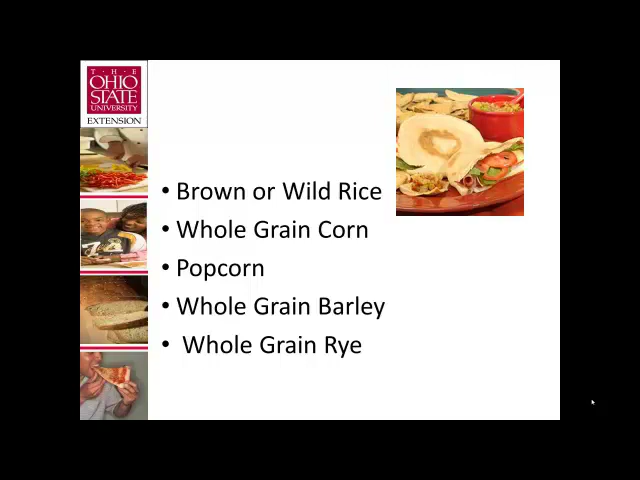 THE
OHIO
STATE
UNIVERSITY
EXTENSION
• Brown or Wild Rice
• Whole Grain Corn
• Popcorn
• Whole Grain Barley
• Whole Grain Rye
74